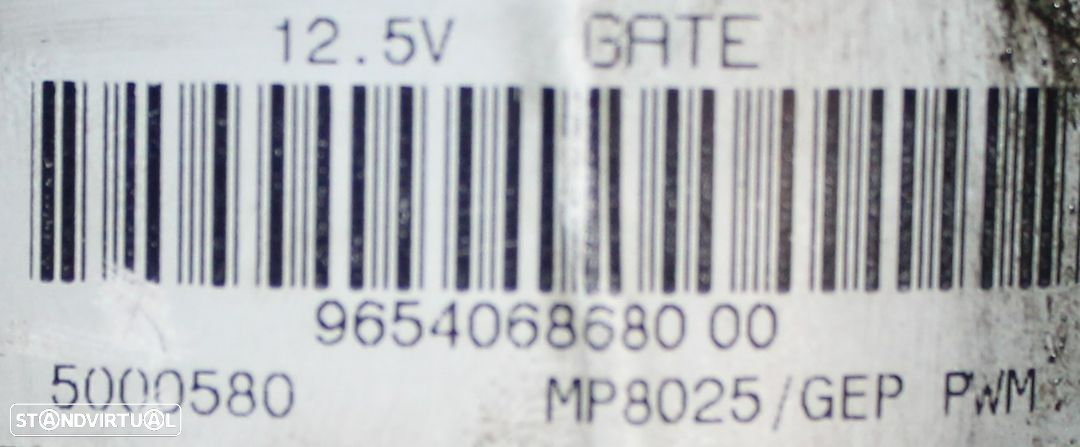 12.5V GATE
9654068680 00
5000580 MP8025/GEP PWM
STANDVIRTUAL